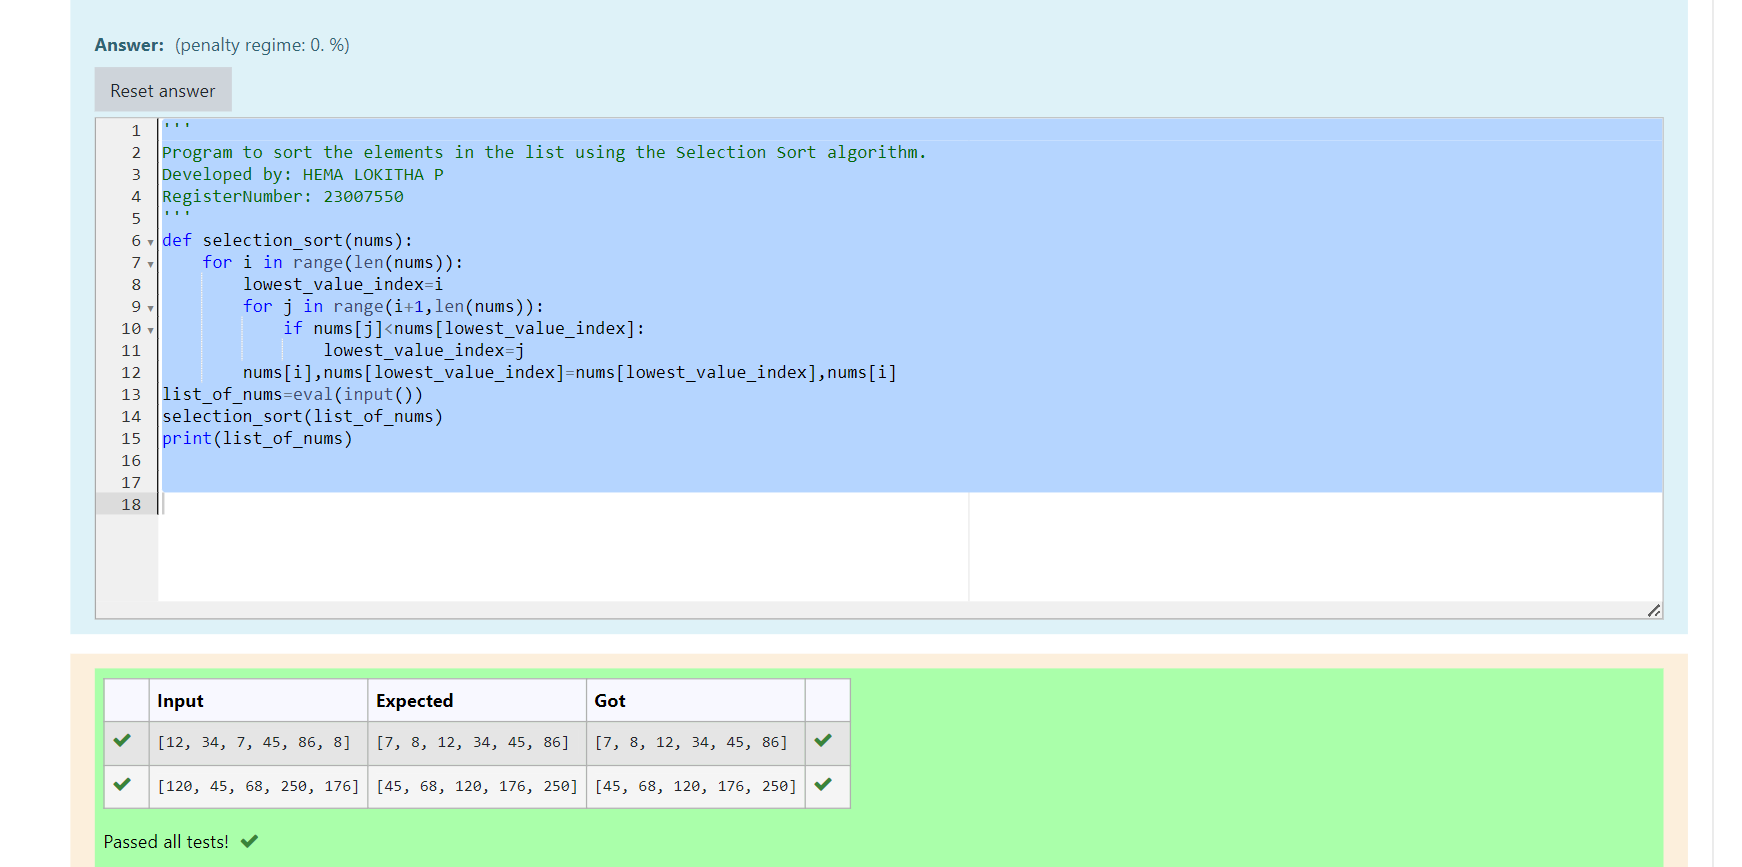 Answer: (penalty regime: 0. %)
Reset answer
1 '''
2 Program to sort the elements in the list using the Selection Sort algorithm.
3 Developed by: HEMA LOKITHA P
4 RegisterNumber: 23007550
5 '''
6 def selection_sort(nums):
7     for i in range(len(nums)):
8         lowest_value_index=i
9         for j in range(i+1,len(nums)):
10             if nums[j]<nums[lowest_value_index]:
11                 lowest_value_index=j
12         nums[i],nums[lowest_value_index]=nums[lowest_value_index],nums[i]
13 list_of_nums=eval(input())
14 selection_sort(list_of_nums)
15 print(list_of_nums)
16
17
18
Input Expected Got
[12, 34, 7, 45, 86, 8] [7, 8, 12, 34, 45, 86] [7, 8, 12, 34, 45, 86]
[120, 45, 68, 250, 176] [45, 68, 120, 176, 250] [45, 68, 120, 176, 250]
Passed all tests!